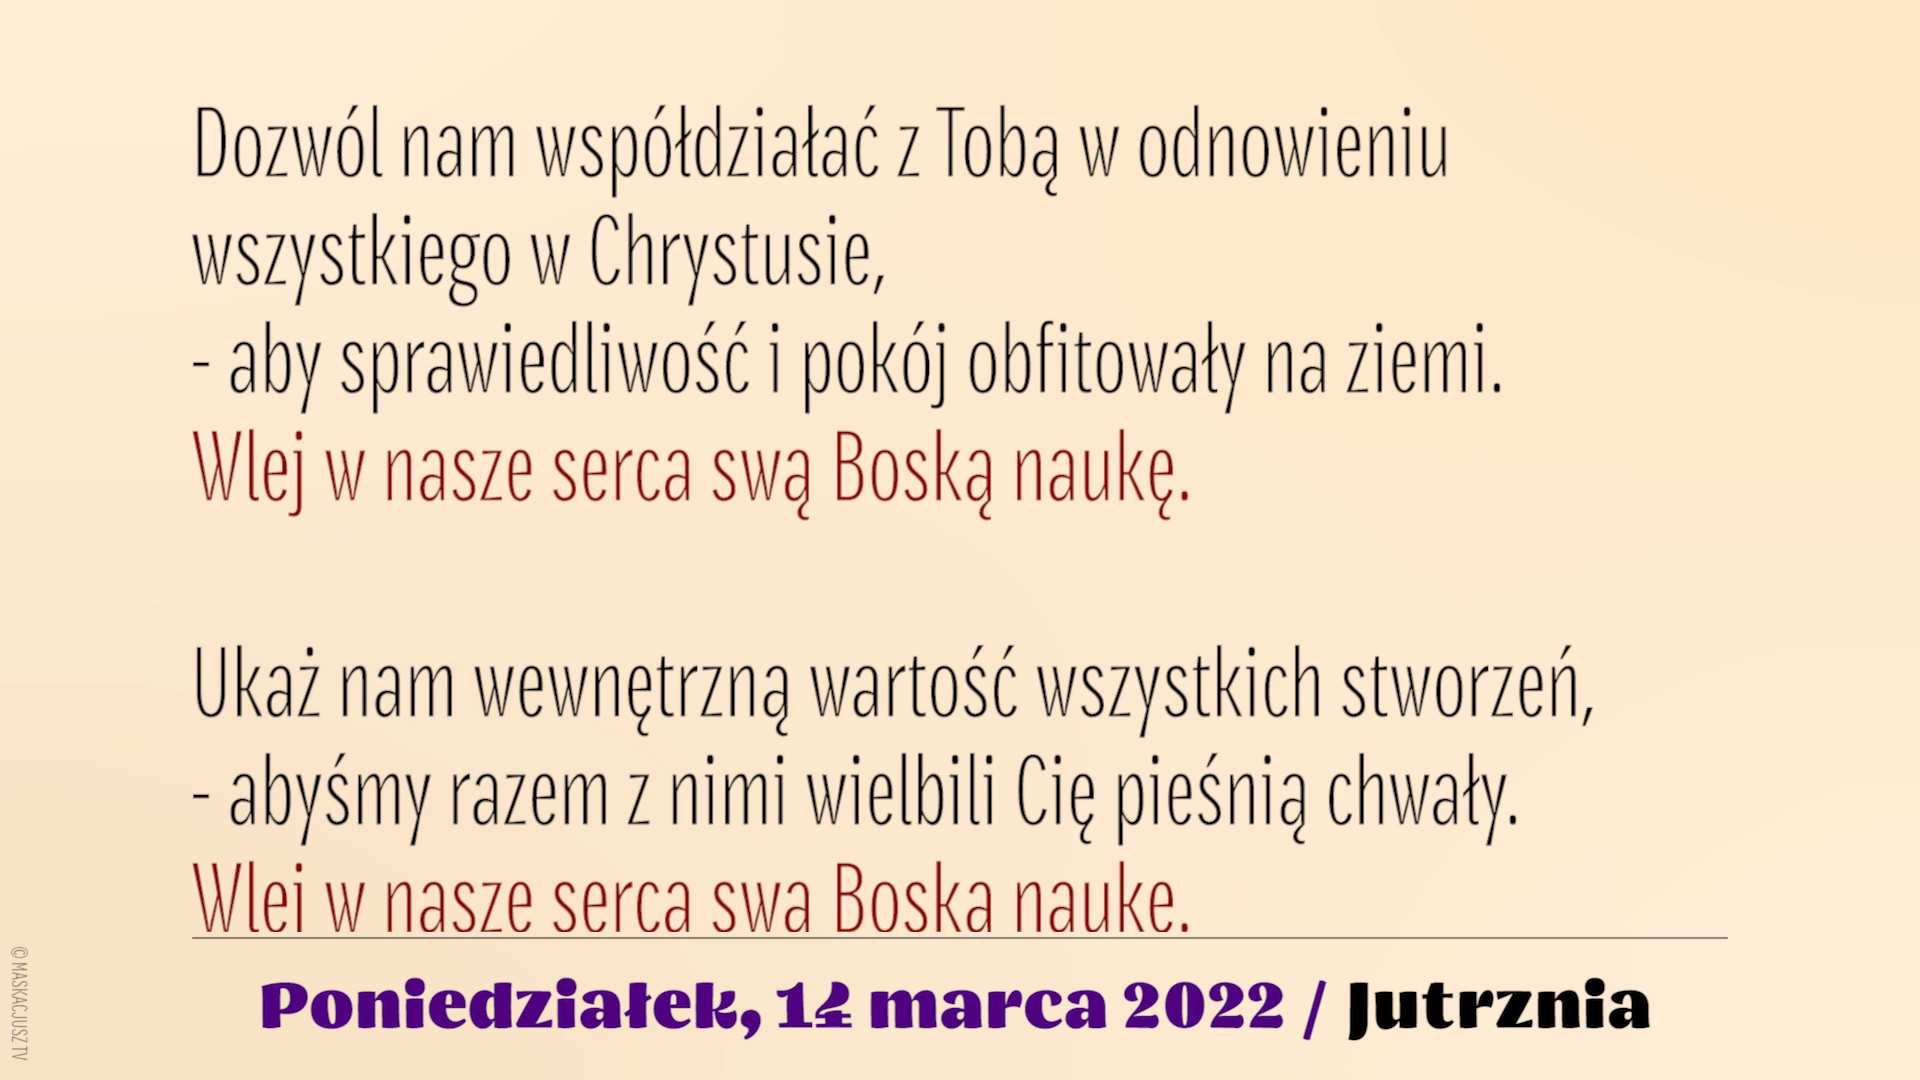 Dozwól nam współdziałać z Tobą w odnowieniu
wszystkiego w Chrystusie,
- aby sprawiedliwość i pokój obfitowały na ziemi.
Wlej w nasze serca swą Boską naukę.
Ukaż nam wewnętrzną wartość wszystkich stworzeń,
- abyśmy razem z nimi wielbili Cię pieśnią chwały.
Wlej w nasze serca swą Boską naukę.
Poniedziałek, 14 marca 2022 / Jutrznia
© MASKACJUSZ TV